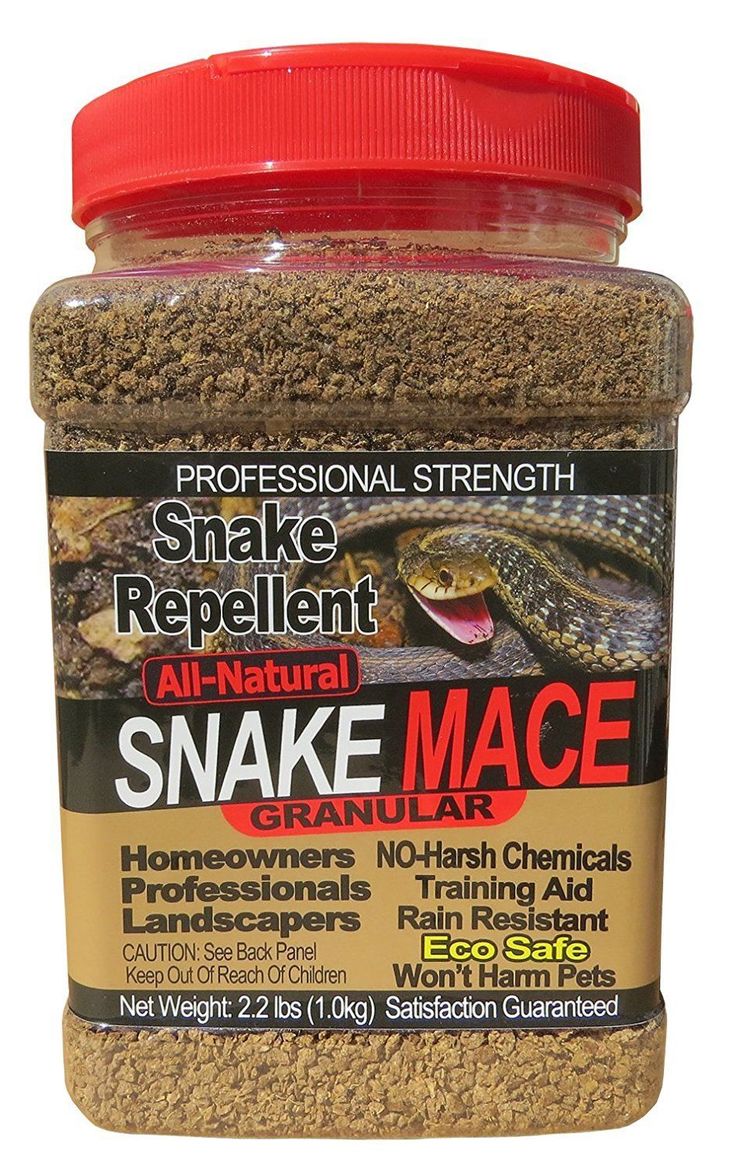 PROFESSIONAL STRENGTH
Snake
Repellent
All-Natural
SNAKE MACE
GRANULAR
Homeowners
Professionals
Landscapers
CAUTION: See Back Panel
Keep Out Of Reach Of Children
NO-Harsh Chemicals
Training Aid
Rain Resistant
Eco Safe
Won't Harm Pets
Net Weight: 2.2 lbs (1.0kg) Satisfaction Guaranteed